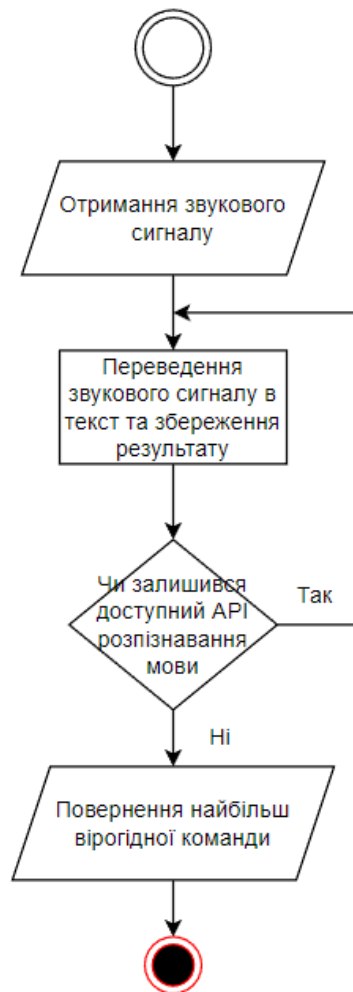 Отримання звукового
сигналу
Переведення
звукового сигналу в
текст та збереження
результату
Чи залишився
доступний АРІ
розпізнавання
мови
Так
Ні
Повернення найбільш
вірогідної команди